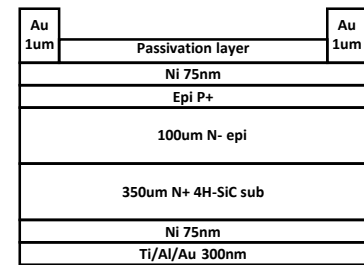 Au
1um
Passivation layer
Au
1um
Ni 75nm
Epi P+
100um N- epi
350um N+ 4H-SiC sub
Ni 75nm
Ti/Al/Au 300nm